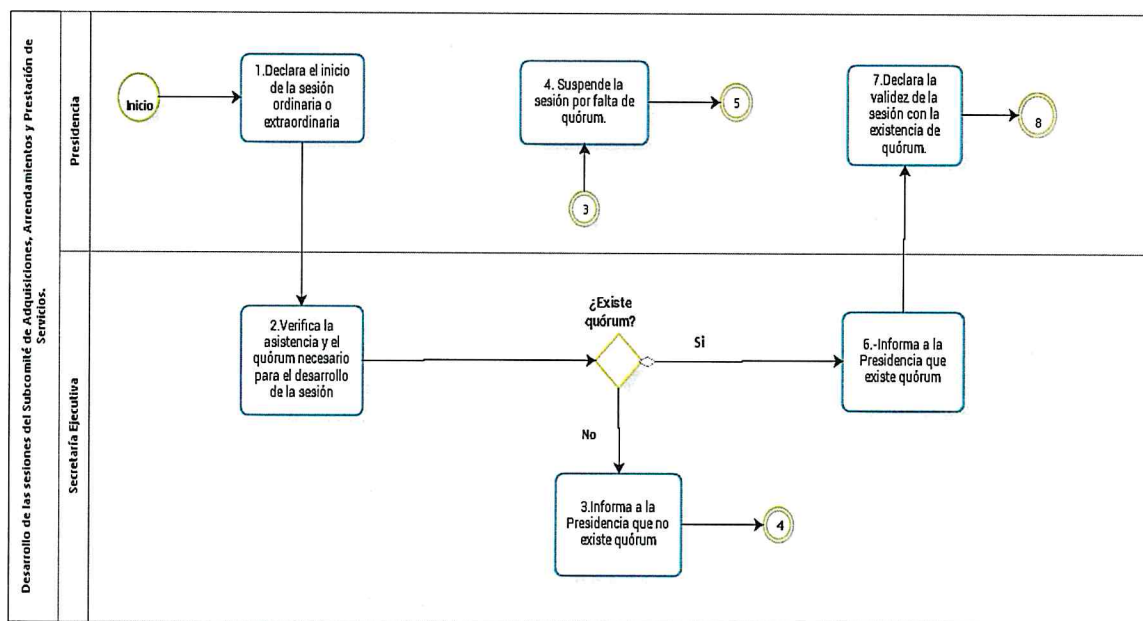 Desarrollo de las sesiones del Subcomité de Adquisiciones, Arrendamientos y Prestación de
Servicios.
Presidencia
Inicio
1.Declara el inicio
de la sesión
ordinaria o
extraordinaria
4. Suspende la
sesión por falta de
quórum.
5
3
7.Declara la
validez de la
sesión con la
existencia de
quórum.
8
Secretaría Ejecutiva
2.Verifica la
asistencia y el
quórum necesario
para el desarrollo
de la sesión
¿Existe
quórum?
Si
No
6.-Informa a la
Presidencia que
existe quórum
3.Informa a la
Presidencia que no
existe quórum
4